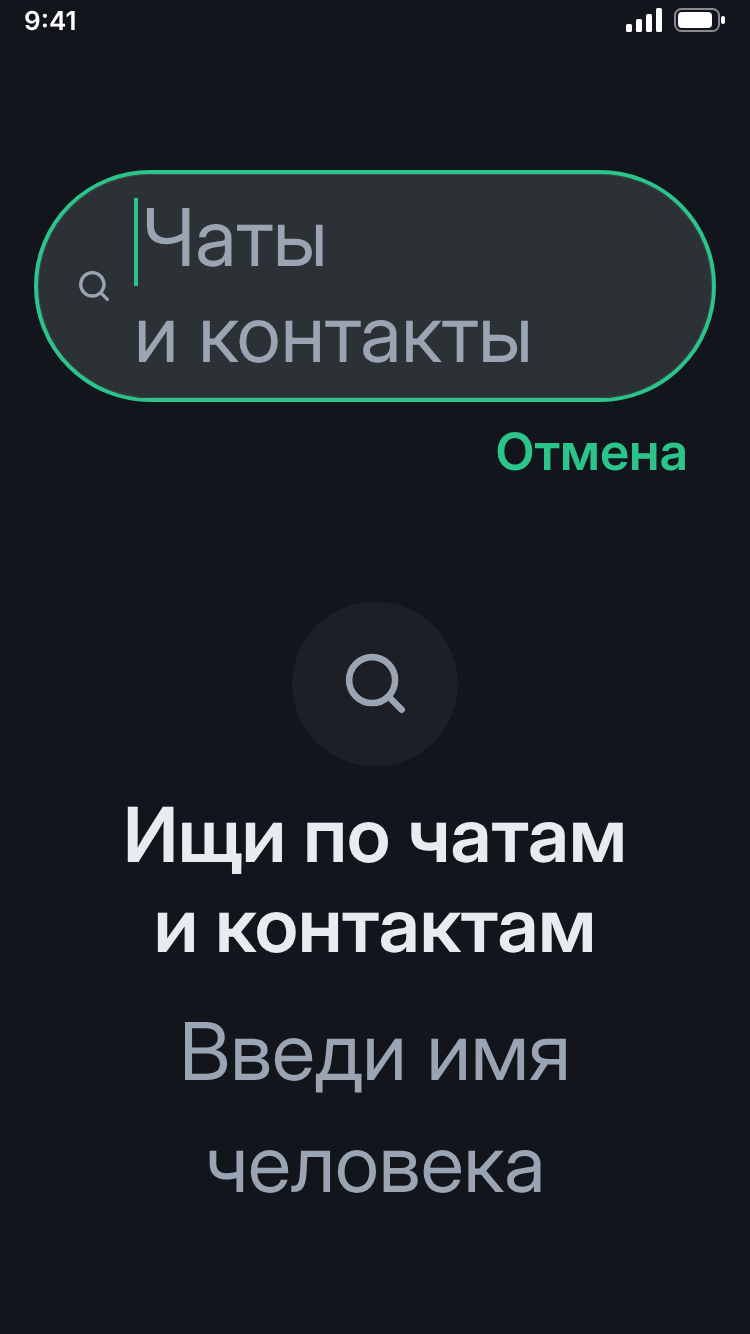 9:41
Чаты
и контакты
Отмена
Ищи по чатам
и контактам
Введи имя
человека